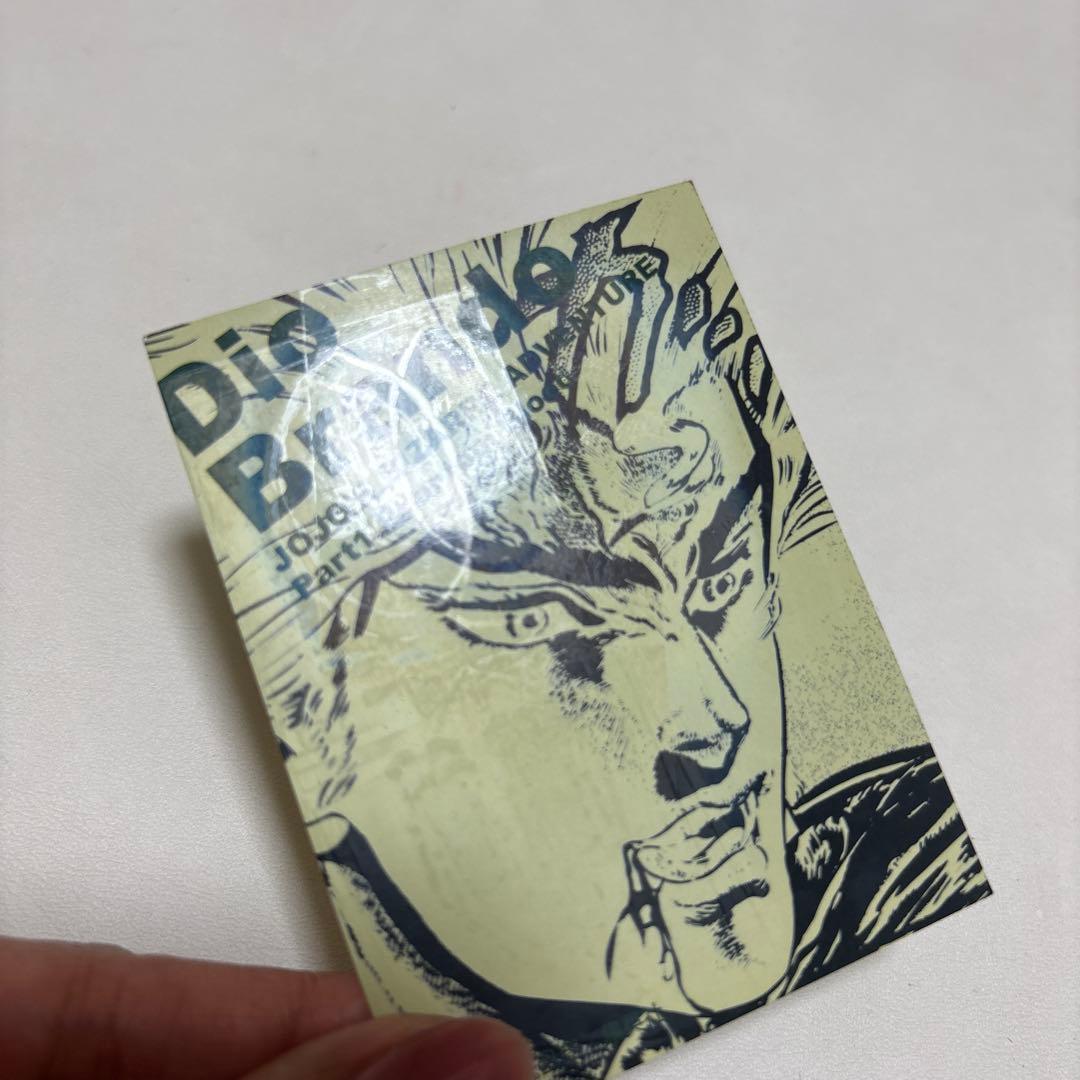 Dio
Brando
JOJO'S ADVENTURE
Part1